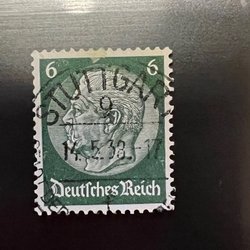 6 6
STUTTGART
9
14.5.38.-17
Deutsches Reich